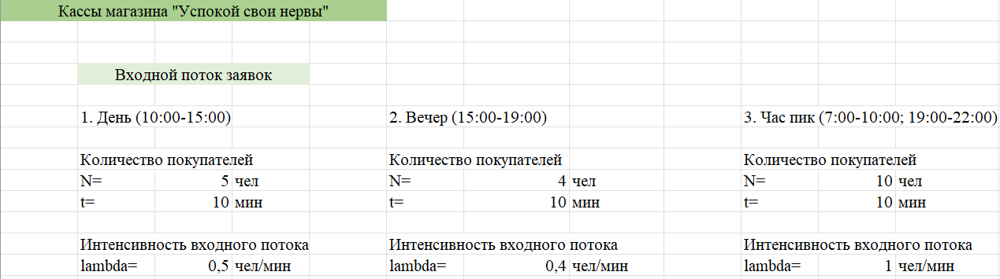 Кассы магазина "Успокой свои нервы"
Входной поток заявок
1. День (10:00-15:00) 2. Вечер (15:00-19:00) 3. Час пик (7:00-10:00; 19:00-22:00)
Количество покупателей Количество покупателей Количество покупателей
N= 5 чел N= 4 чел N= 10 чел
t= 10 мин t= 10 мин t= 10 мин
Интенсивность входного потока Интенсивность входного потока Интенсивность входного потока
lambda= 0,5 чел/мин lambda= 0,4 чел/мин lambda= 1 чел/мин